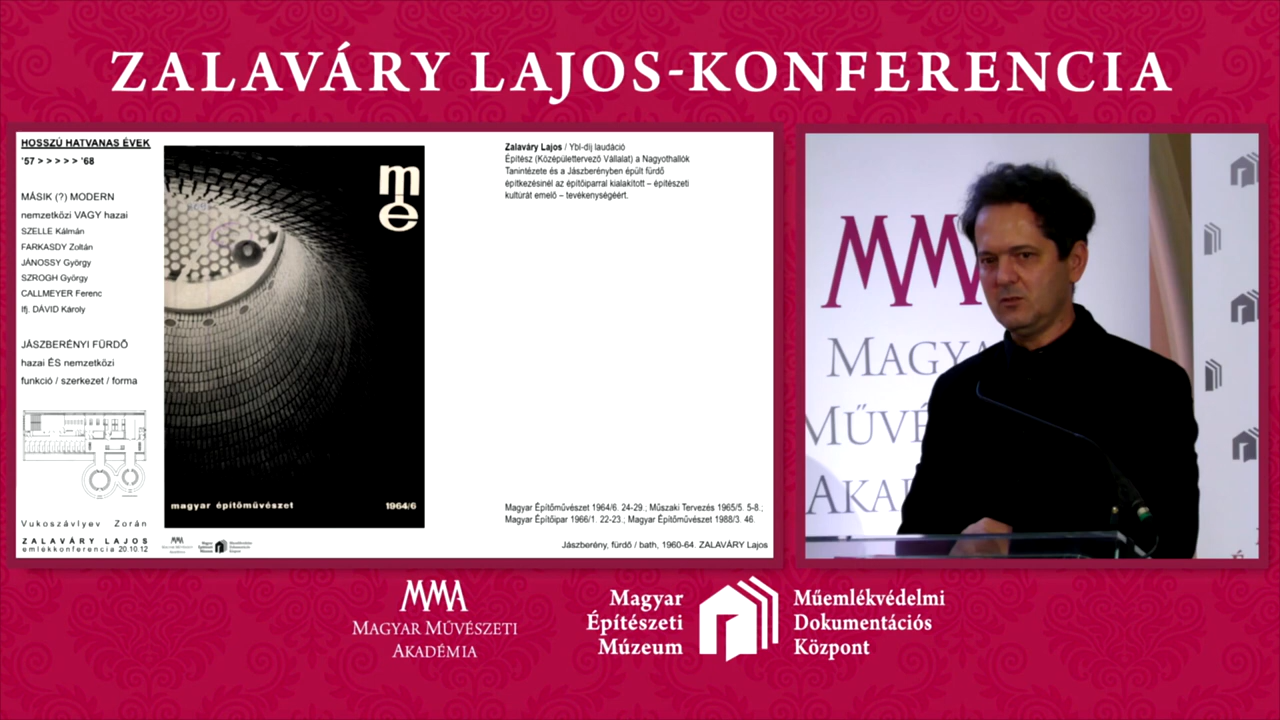 ZALAVÁRY LAJOS-KONFERENCIA
HOSSZÚ HATVANAS ÉVEK
'57 > > > > > '68
MÁSIK (?) MODERN
nemzetközi VAGY hazai
SZELLE Kálmán
FARKASDY Zoltán
JÁNOSSY György
SZROGH György
CALLMEYER Ferenc
Ifj. DÁVID Károly
JÁSZBERÉNYI FÜRDŐ
hazai ÉS nemzetközi
funkció / szerkezet / forma
Vukoszávlyev Zorán
ZALAVÁRY LAJOS
emlékkonferencia 20.10.12
me
magyar építőművészet 1964/6
Zalaváry Lajos / Ybl-díj laudáció
Építész (Középülettervező Vállalat) a Nagyothallók
Tanintézete és a Jászberényben épült fürdő
építkezésinél az építőiparral kialakított – építészeti
kultúrát emelő – tevékenységéért.
Magyar Építőművészet 1964/6. 24-29.; Műszaki Tervezés 1965/5. 5-8.;
Magyar Építőipar 1966/1. 22-23.; Magyar Építőművészet 1988/3. 46.
Jászberény, fürdő / bath, 1960-64. ZALAVÁRY Lajos
MM
MAGYA
MŰVÉ
AKA
MMA
MAGYAR MŰVÉSZETI
AKADÉMIA
Magyar
Építészeti
Múzeum
Műemlékvédelmi
Dokumentációs
Központ